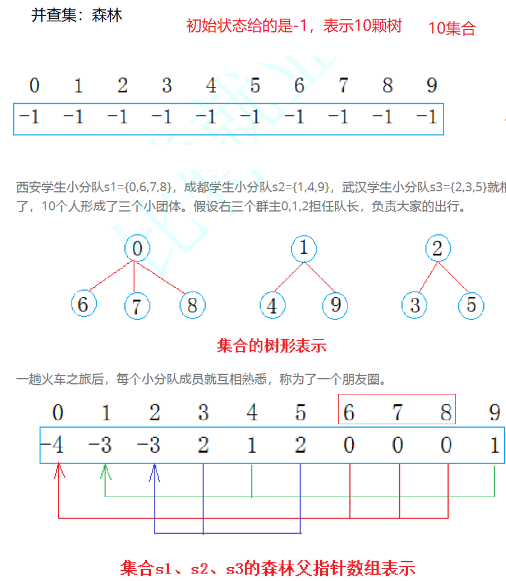 并查集：森林
初始状态给的是-1，表示10颗树
10集合
0 1 2 3 4 5 6 7 8 9
-1 -1 -1 -1 -1 -1 -1 -1 -1 -1
西安学生小分队s1={0,6,7,8}，成都学生小分队s2={1,4,9}，武汉学生小分队s3={2,3,5}就相
了，10个人形成了三个小团体。假设右三个群主0,1,2担任队长，负责大家的出行。
0 1 2
6 7 8 4 9 3 5
集合的树形表示
一趟火车之旅后，每个小分队成员就互相熟悉，称为了一个朋友圈。
0 1 2 3 4 5 6 7 8 9
-4 -3 -3 2 1 2 0 0 0 1
集合s1、s2、s3的森林父指针数组表示